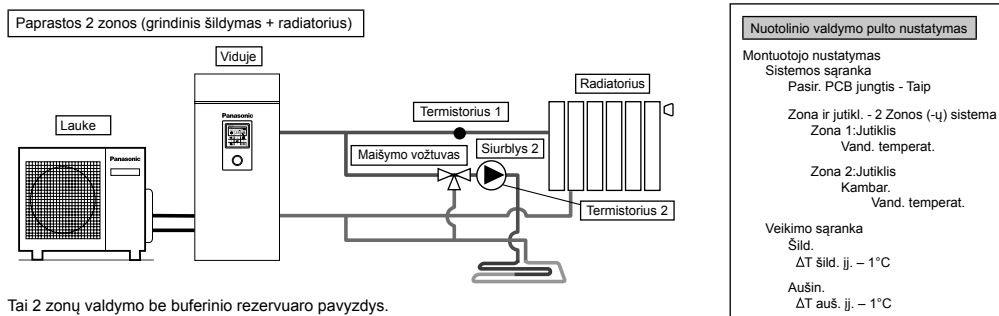 Paprastos 2 zonos (grindinis šildymas + radiatorius)
Viduje
Lauke
Panasonic
Panasonic
Termistorius 1
Radiatorius
Maišymo vožtuvas
Siurblys 2
Termistorius 2
Tai 2 zonų valdymo be buferinio rezervuaro pavyzdys.
Nuotolinio valdymo pulto nustatymas
Montuotojo nustatymas
Sistemos sąranka
Pasir. PCB jungtis - Taip
Zona ir jutikl. - 2 Zonos (-ų) sistema
Zona 1:Jutiklis
Vand. temperat.
Zona 2:Jutiklis
Kambar.
Vand. temperat.
Veikimo sąranka
Šild.
ΔT šild. įj. – 1°C
Aušin.
ΔT auš. įj. – 1°C